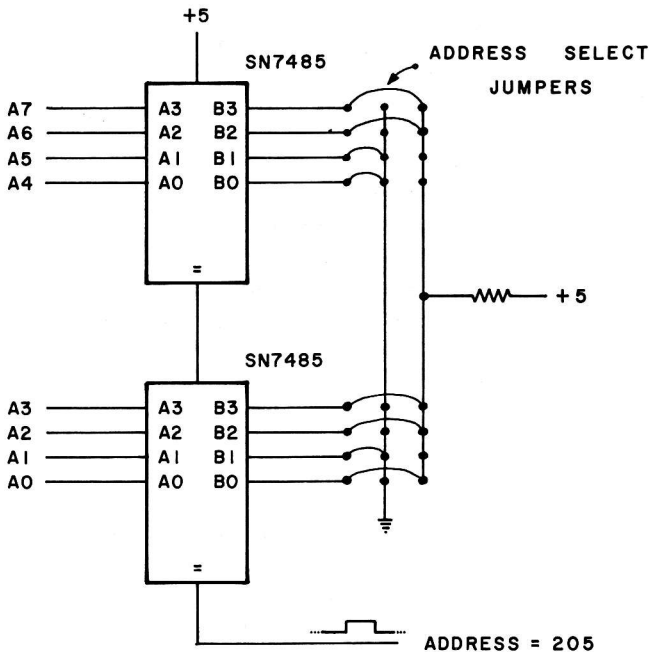 +5
SN7485
ADDRESS SELECT
JUMPERS
A7 A3 B3
A6 A2 B2
A5 A1 B1
A4 A0 B0
=
+5
SN7485
A3 A3 B3
A2 A2 B2
A1 A1 B1
A0 A0 B0
=
ADDRESS = 205